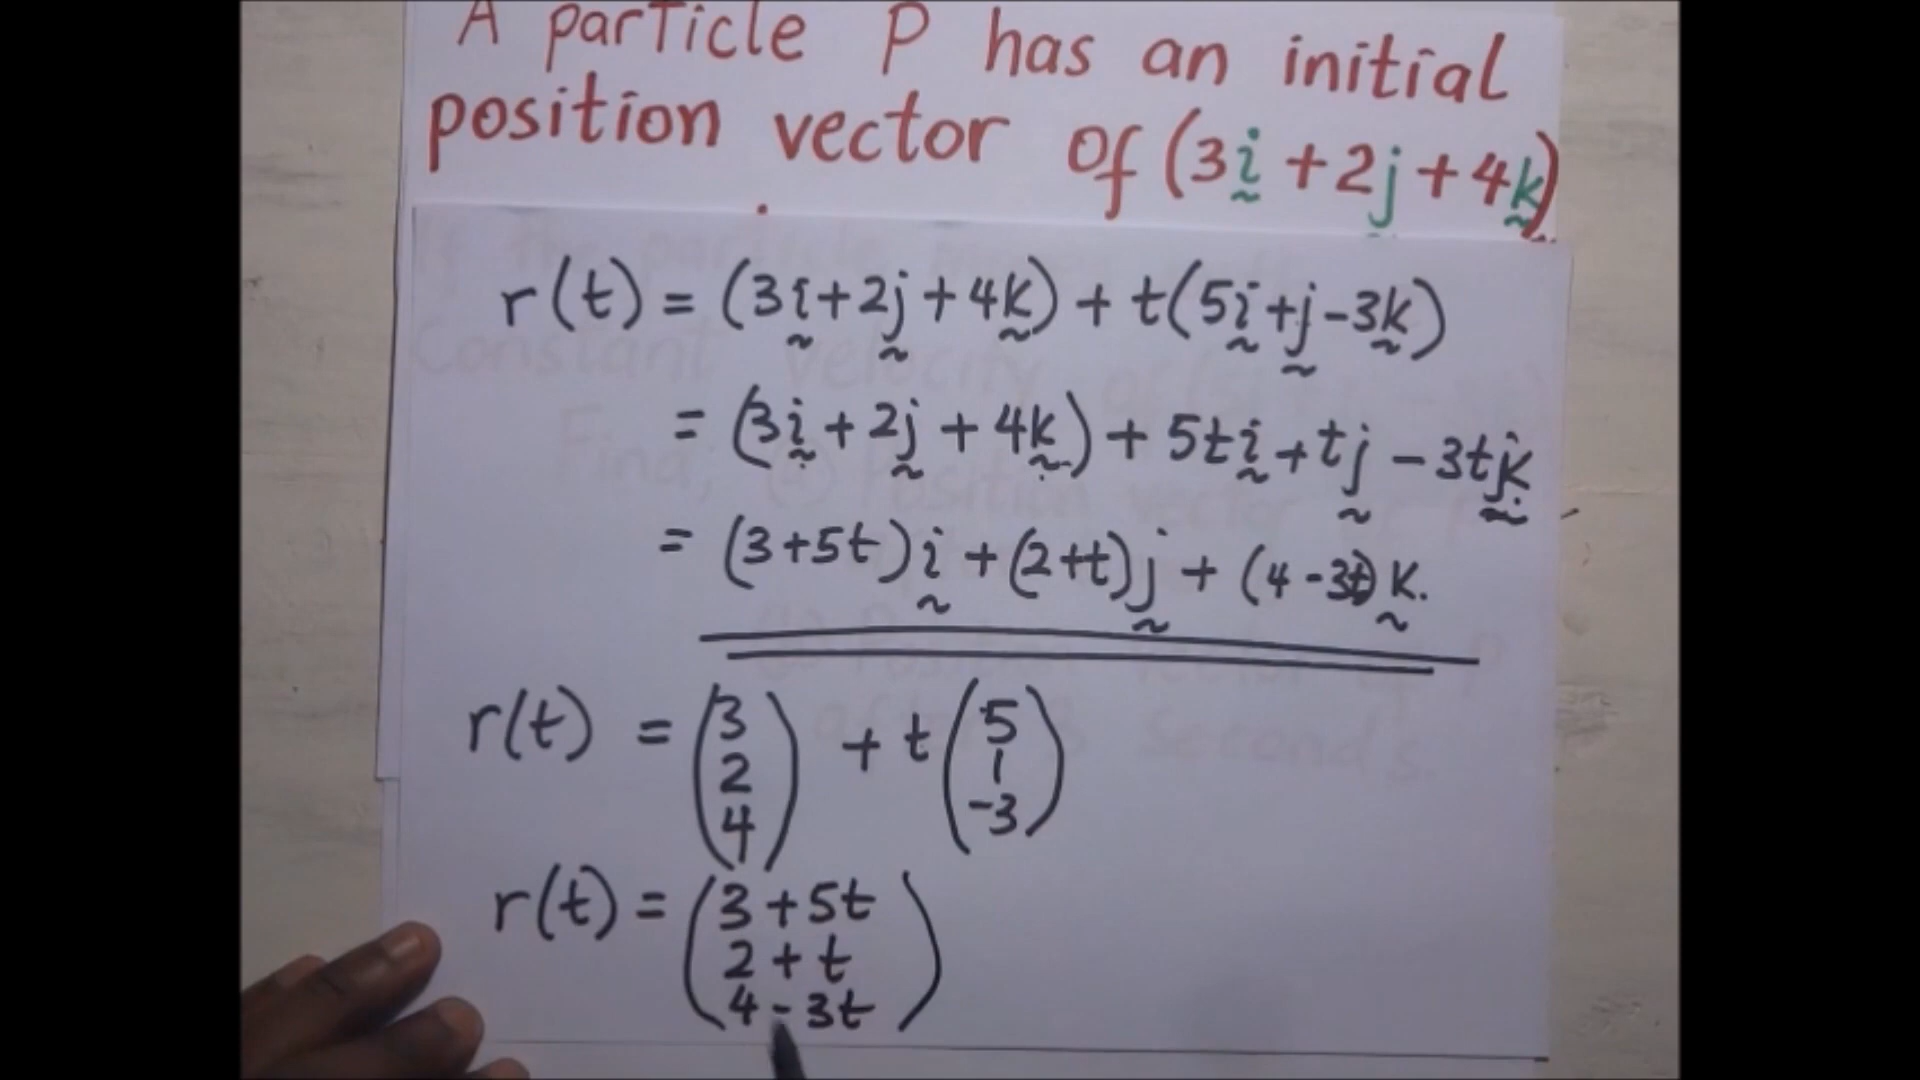 A particle P has an initial
position vector of (3i + 2j + 4k)
r(t) = (3i + 2j + 4k) + t(5i + j - 3k)
= (3i + 2j + 4k) + 5ti + tj - 3tk
= (3+5t)i + (2+t)j + (4-3t)k.
r(t) = (3 2 4) + t(5 1 -3)
r(t) = (3+5t
2+t
4-3t)